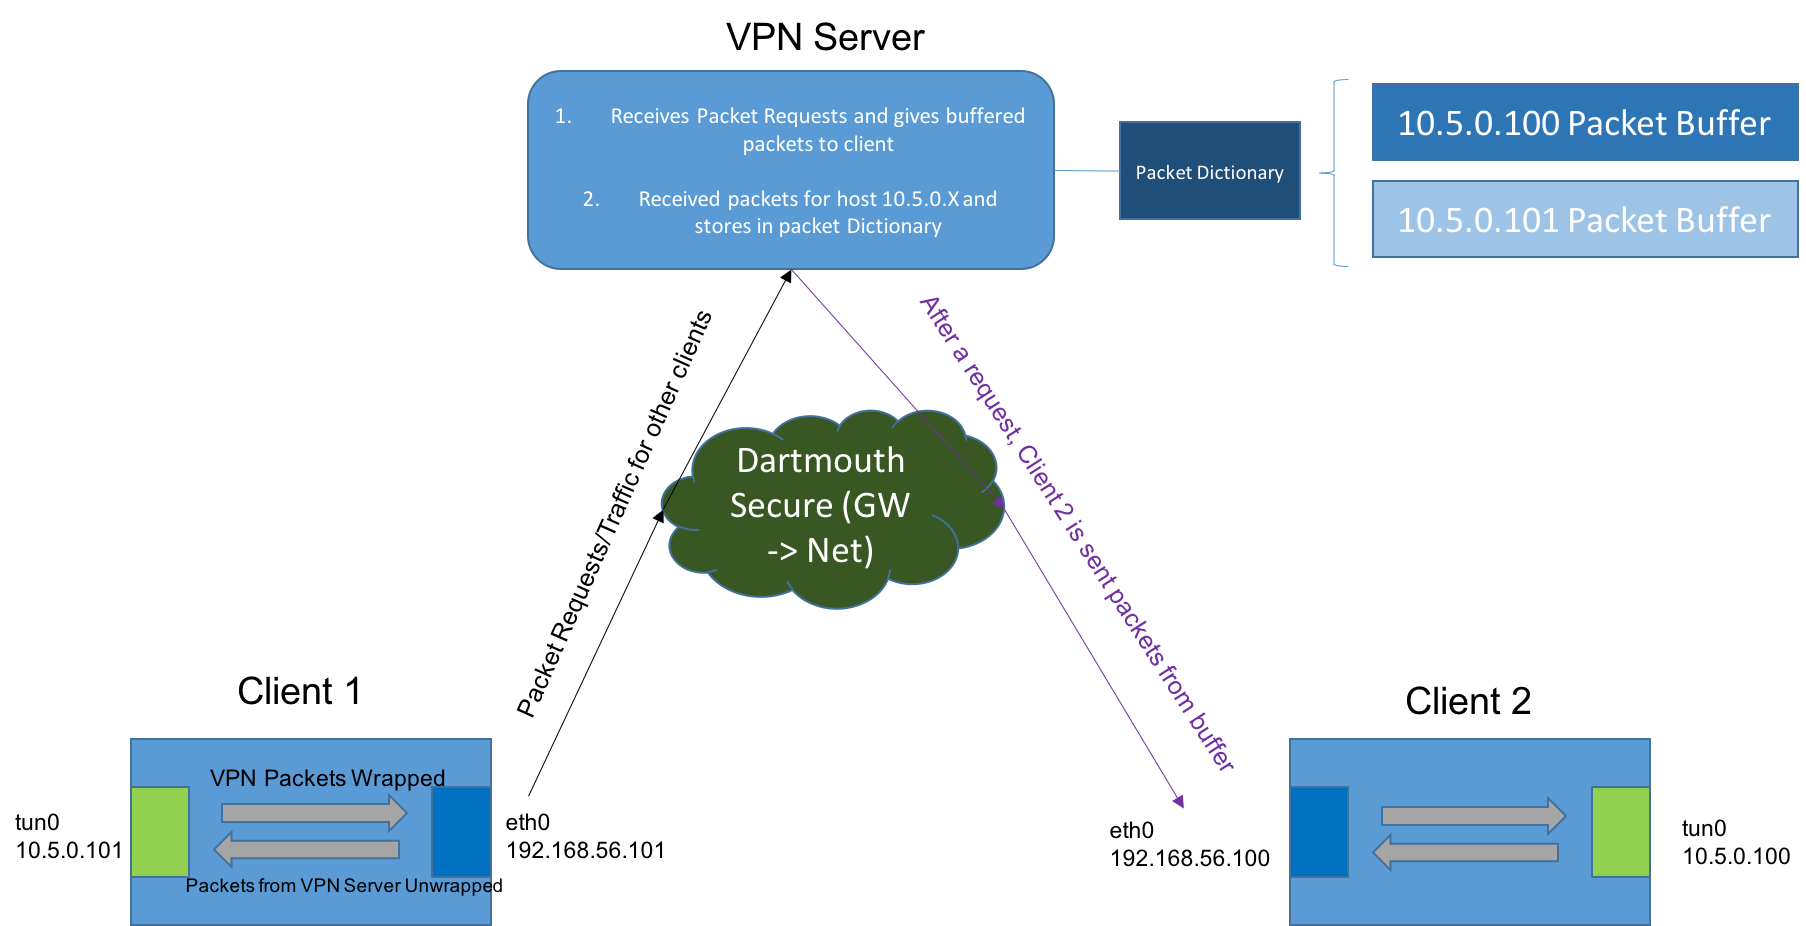 VPN Server
1. Receives Packet Requests and gives buffered
packets to client
2. Received packets for host 10.5.0.X and
stores in packet Dictionary
Packet Dictionary
10.5.0.100 Packet Buffer
10.5.0.101 Packet Buffer
Packet Requests/Traffic for other clients
After a request, Client 2 is sent packets from buffer
Dartmouth
Secure (GW
-> Net)
Client 1
VPN Packets Wrapped
Packets from VPN Server Unwrapped
tun0
10.5.0.101
eth0
192.168.56.101
Client 2
eth0
192.168.56.100
tun0
10.5.0.100